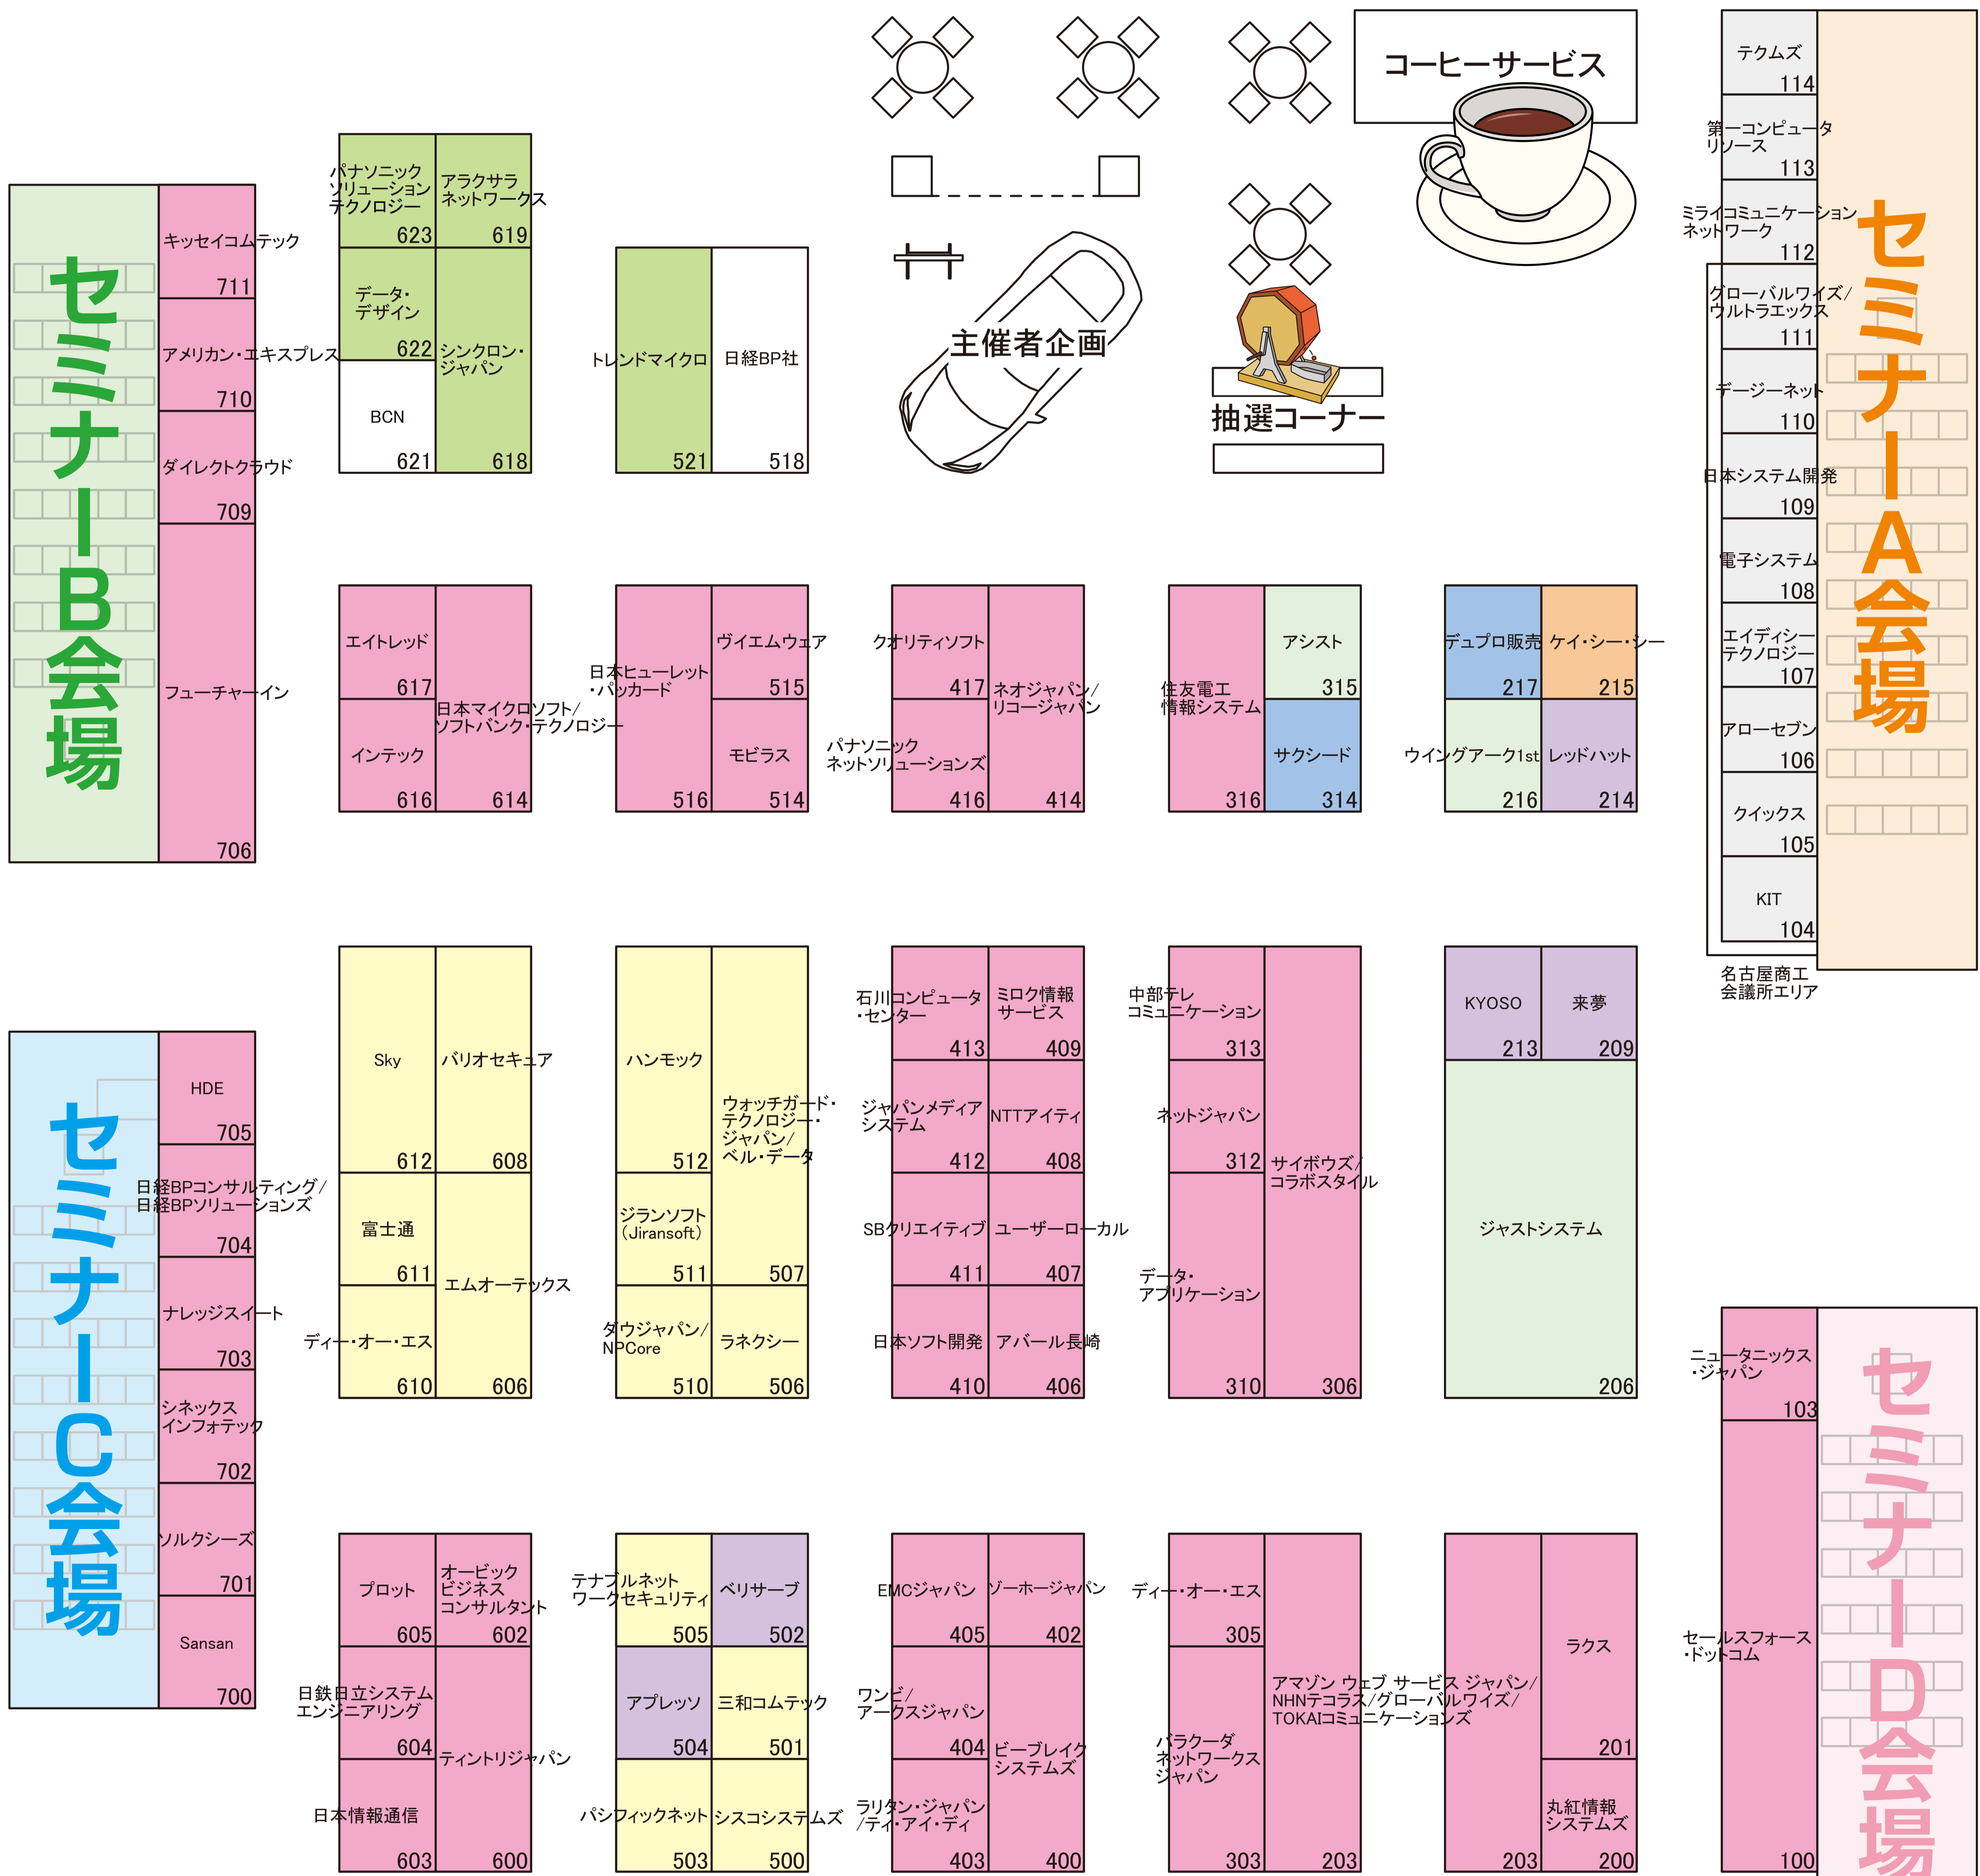 コーヒーサービス
主催者企画
抽選コーナー
セミナーA会場
テクムズ
114
第一コンピュータ
リソース
113
ミライコミュニケーション
ネットワーク
112
グローバルワイズ/
ウルトラエックス
111
デージーネット
110
日本システム開発
109
電子システム
108
エイディシー
テクノロジー
107
アローセブン
106
クイックス
105
KIT
104
名古屋商工
会議所エリア
セミナーB会場
キッセイコムテック
711
アメリカン・エキスプレス
710
ダイレクトクラウド
709
フューチャーイン
706
パナソニック
ソリューション
テクノロジー
623
アラクサラ
ネットワークス
619
データ・
デザイン
622
シンクロン・
ジャパン
618
BCN
621
トレンドマイクロ
521
日経BP社
518
エイトレッド
617
インテック
616
日本マイクロソフト/
ソフトバンク・テクノロジー
614
日本ヒューレット
・パッカード
516
ヴイエムウェア
515
モビラス
514
クオリティソフト
417
パナソニック
ネットソリューションズ
416
ネオジャパン/
リコージャパン
414
住友電工
情報システム
316
アシスト
315
サクシード
314
デュプロ販売
217
ケイ・シー・シー
215
ウイングアーク1st
216
レッドハット
214
セミナーC会場
HDE
705
日経BPコンサルティング/
日経BPソリューションズ
704
ナレッジスイート
703
シネックス
インフォテック
702
ソルクシーズ
701
Sansan
700
Sky
612
バリオセキュア
608
富士通
611
エムオーテックス
606
ディー・オー・エス
610
ハンモック
512
ウォッチガード・
テクノロジー・
ジャパン/
ベル・データ
507
ジランソフト
(Jiransoft)
511
ダウジャパン/
NPCore
510
ラネクシー
506
石川コンピュータ
・センター
413
ミロク情報
サービス
409
ジャパンメディア
システム
412
NTTアイティ
408
SBクリエイティブ
411
ユーザーローカル
407
日本ソフト開発
410
アバール長崎
406
中部テレ
コミュニケーション
313
ネットジャパン
312
データ・
アプリケーション
310
サイボウズ/
コラボスタイル
306
KYOSO
213
来夢
209
ジャストシステム
206
プロット
605
オービック
ビジネス
コンサルタント
602
日鉄日立システム
エンジニアリング
604
ティントリジャパン
600
日本情報通信
603
テナブルネット
ワークセキュリティ
505
ベリサーブ
502
アプレッソ
504
三和コムテック
501
パシフィックネット
503
シスコシステムズ
500
EMCジャパン
405
ゾーホージャパン
402
ワンビ/
アークスジャパン
404
ビーブレイク
システムズ
400
ラリタン・ジャパン
/ティ・アイ・ディ
403
ディー・オー・エス
305
バラクーダ
ネットワークス
ジャパン
303
アマゾン ウェブ サービス ジャパン/
NHNテコラス/グローバルワイズ/
TOKAIコミュニケーションズ
203
203
ラクス
201
丸紅情報
システムズ
200
セミナーD会場
ニュータニックス
・ジャパン
103
セールスフォース
・ドットコム
100